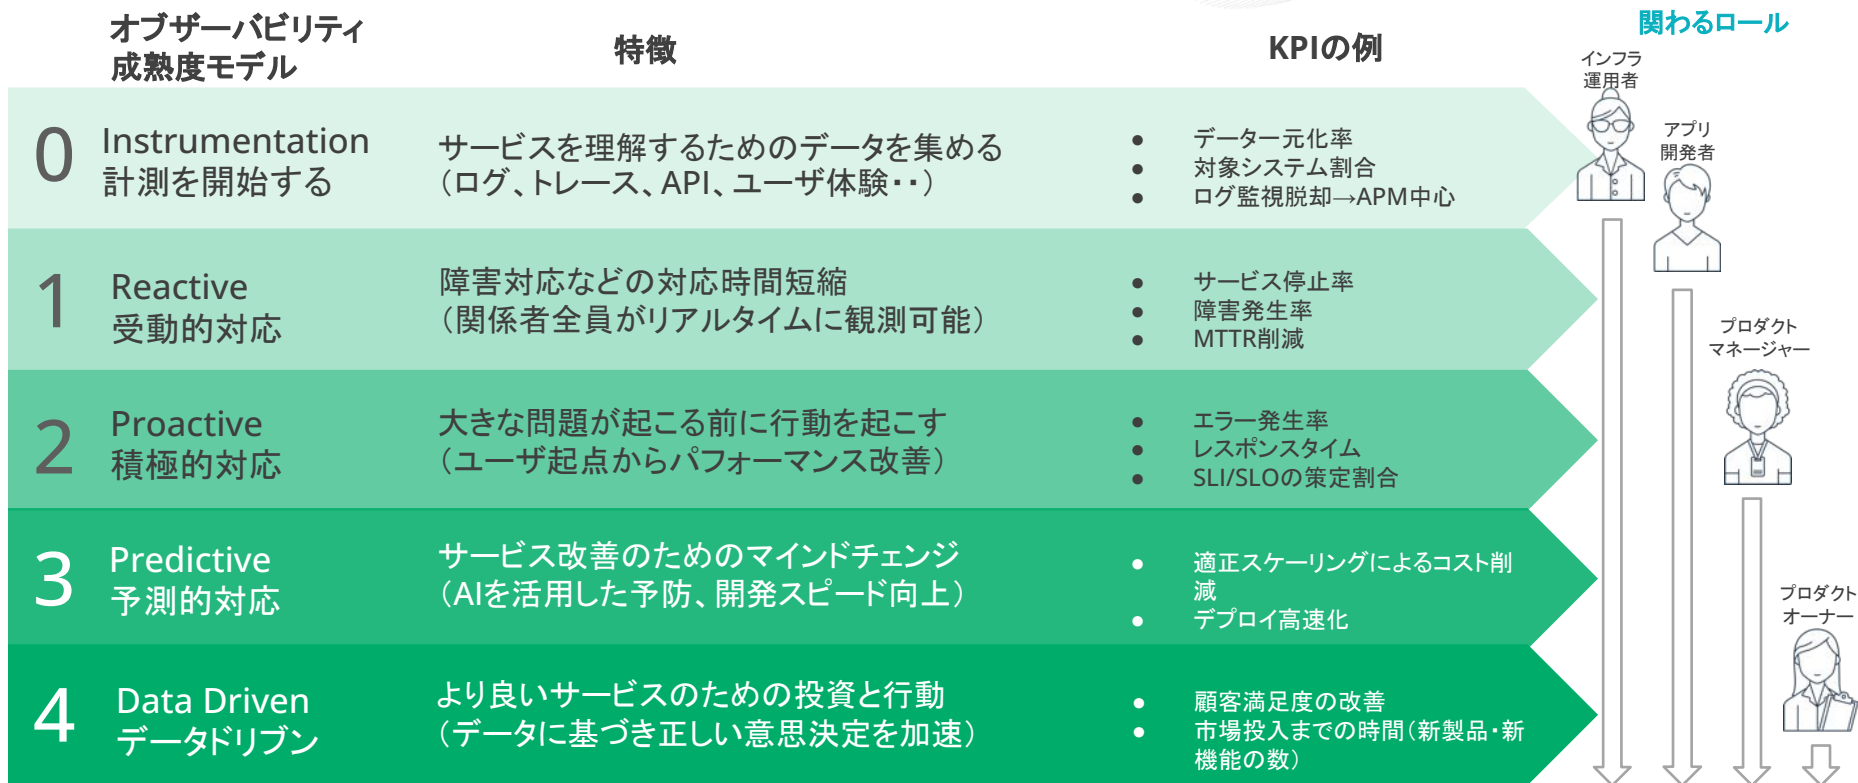 オブザーバビリティ
成熟度モデル
特徴
KPIの例
関わるロール
インフラ
運用者
アプリ
開発者
0
Instrumentation
計測を開始する
サービスを理解するためのデータを集める
（ログ、トレース、API、ユーザ体験・・）
● データ一元化率
● 対象システム割合
● ログ監視脱却→APM中心
1
Reactive
受動的対応
障害対応などの対応時間短縮
（関係者全員がリアルタイムに観測可能）
● サービス停止率
● 障害発生率
● MTTR削減
プロダクト
マネージャー
2
Proactive
積極的対応
大きな問題が起こる前に行動を起こす
（ユーザ起点からパフォーマンス改善）
● エラー発生率
● レスポンスタイム
● SLI/SLOの策定割合
3
Predictive
予測的対応
サービス改善のためのマインドチェンジ
（AIを活用した予防、開発スピード向上）
● 適正スケーリングによるコスト削
減
● デプロイ高速化
プロダクト
オーナー
4
Data Driven
データドリブン
より良いサービスのための投資と行動
（データに基づき正しい意思決定を加速）
● 顧客満足度の改善
● 市場投入までの時間（新製品・新
機能の数）